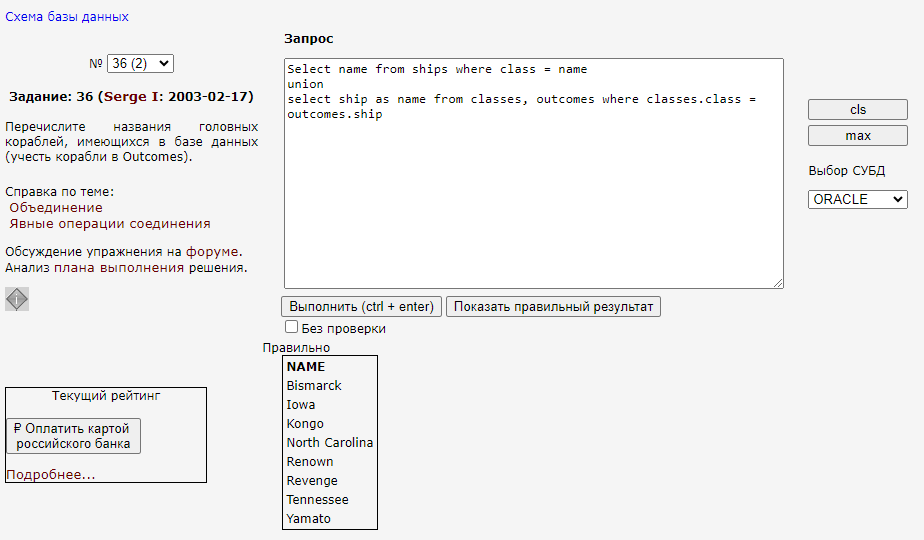 Схема базы данных
№ 36 (2)
Задание: 36 (Serge I: 2003-02-17)
Перечислите названия головных
кораблей, имеющихся в базе данных
(учесть корабли в Outcomes).
Справка по теме:
Объединение
Явные операции соединения
Обсуждение упражнения на форуме.
Анализ плана выполнения решения.
Текущий рейтинг
₽ Оплатить картой
российского банка
Подробнее...
Запрос
Select name from ships where class = name
union
select ship as name from classes, outcomes where classes.class =
outcomes.ship
Выполнить (ctrl + enter) Показать правильный результат
Без проверки
Правильно
NAME
Bismarck
Iowa
Kongo
North Carolina
Renown
Revenge
Tennessee
Yamato
cls
max
Выбор СУБД
ORACLE